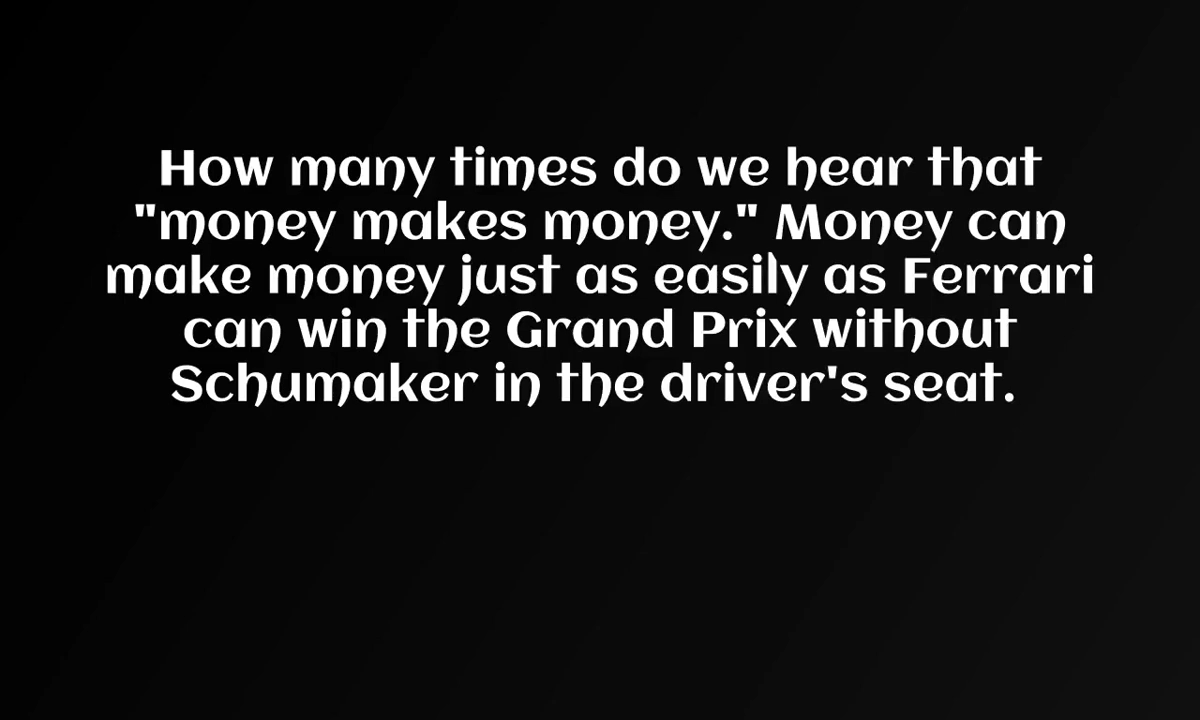 How many times do we hear that
"money makes money." Money can
make money just as easily as Ferrari
can win the Grand Prix without
Schumaker in the driver's seat.